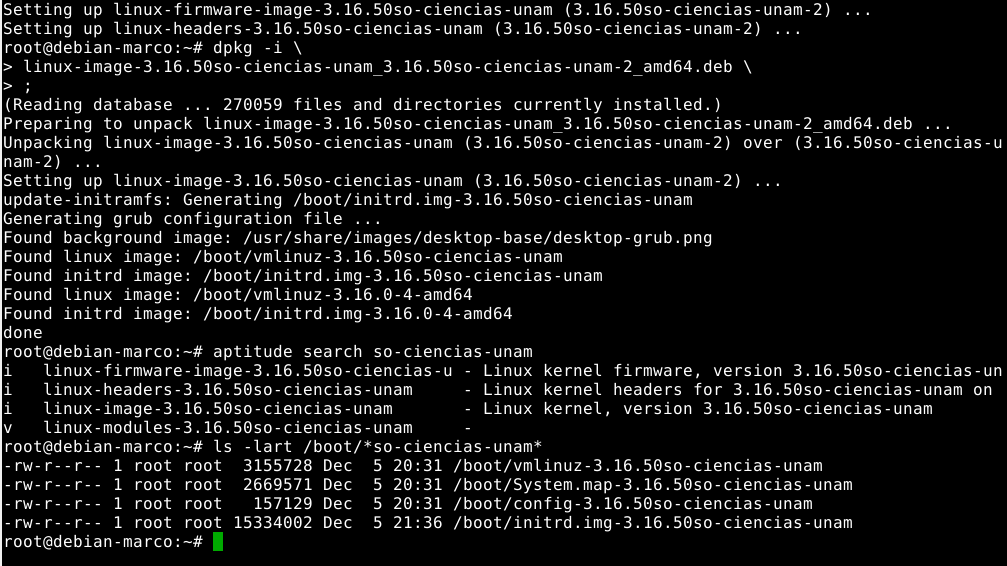 Setting up linux-firmware-image-3.16.50so-ciencias-unam (3.16.50so-ciencias-unam-2) ...
Setting up linux-headers-3.16.50so-ciencias-unam (3.16.50so-ciencias-unam-2) ...
root@debian-marco:~# dpkg -i \
> linux-image-3.16.50so-ciencias-unam_3.16.50so-ciencias-unam-2_amd64.deb \
> ;
(Reading database ... 270059 files and directories currently installed.)
Preparing to unpack linux-image-3.16.50so-ciencias-unam_3.16.50so-ciencias-unam-2_amd64.deb ...
Unpacking linux-image-3.16.50so-ciencias-unam (3.16.50so-ciencias-unam-2) over (3.16.50so-ciencias-u
nam-2) ...
Setting up linux-image-3.16.50so-ciencias-unam (3.16.50so-ciencias-unam-2) ...
update-initramfs: Generating /boot/initrd.img-3.16.50so-ciencias-unam
Generating grub configuration file ...
Found background image: /usr/share/images/desktop-base/desktop-grub.png
Found linux image: /boot/vmlinuz-3.16.50so-ciencias-unam
Found initrd image: /boot/initrd.img-3.16.50so-ciencias-unam
Found linux image: /boot/vmlinuz-3.16.0-4-amd64
Found initrd image: /boot/initrd.img-3.16.0-4-amd64
done
root@debian-marco:~# aptitude search so-ciencias-unam
i   linux-firmware-image-3.16.50so-ciencias-u - Linux kernel firmware, version 3.16.50so-ciencias-un
i   linux-headers-3.16.50so-ciencias-unam     - Linux kernel headers for 3.16.50so-ciencias-unam on
i   linux-image-3.16.50so-ciencias-unam       - Linux kernel, version 3.16.50so-ciencias-unam
v   linux-modules-3.16.50so-ciencias-unam     -
root@debian-marco:~# ls -lart /boot/*so-ciencias-unam*
-rw-r--r-- 1 root root  3155728 Dec  5 20:31 /boot/vmlinuz-3.16.50so-ciencias-unam
-rw-r--r-- 1 root root  2669571 Dec  5 20:31 /boot/System.map-3.16.50so-ciencias-unam
-rw-r--r-- 1 root root   157129 Dec  5 20:31 /boot/config-3.16.50so-ciencias-unam
-rw-r--r-- 1 root root 15334002 Dec  5 21:36 /boot/initrd.img-3.16.50so-ciencias-unam
root@debian-marco:~#